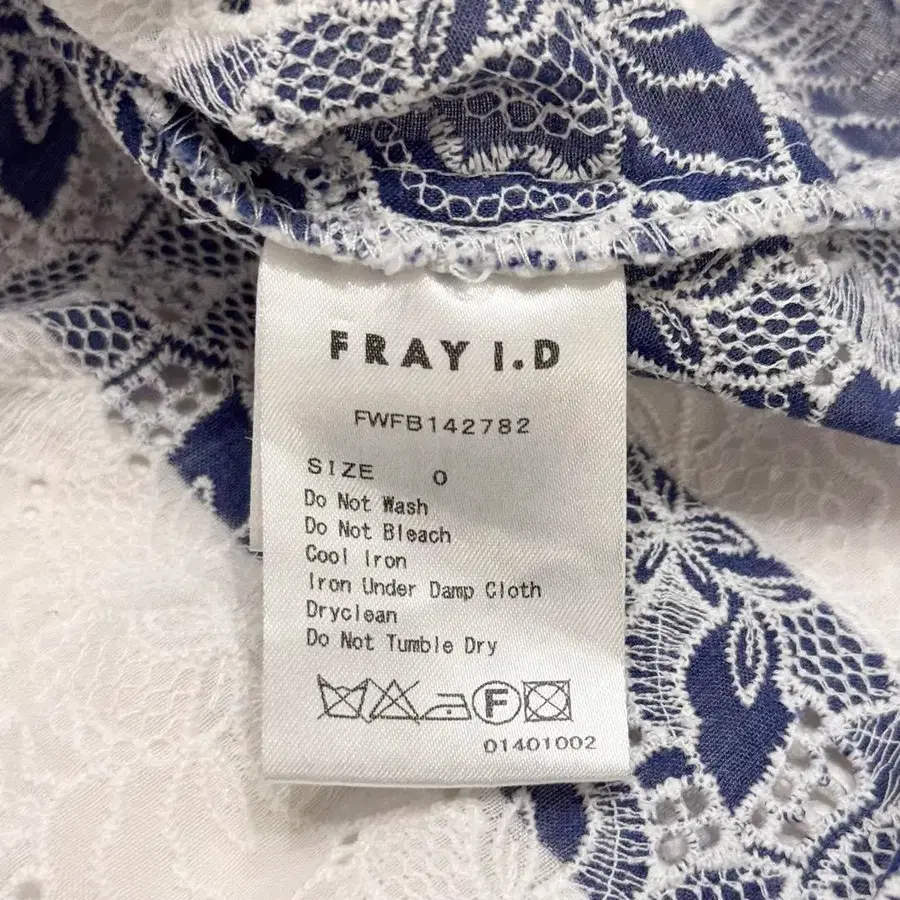 FRAY I.D
FWFB142782
SIZE 0
Do Not Wash
Do Not Bleach
Cool Iron
Iron Under Damp Cloth
Dryclean
Do Not Tumble Dry
F
01401002